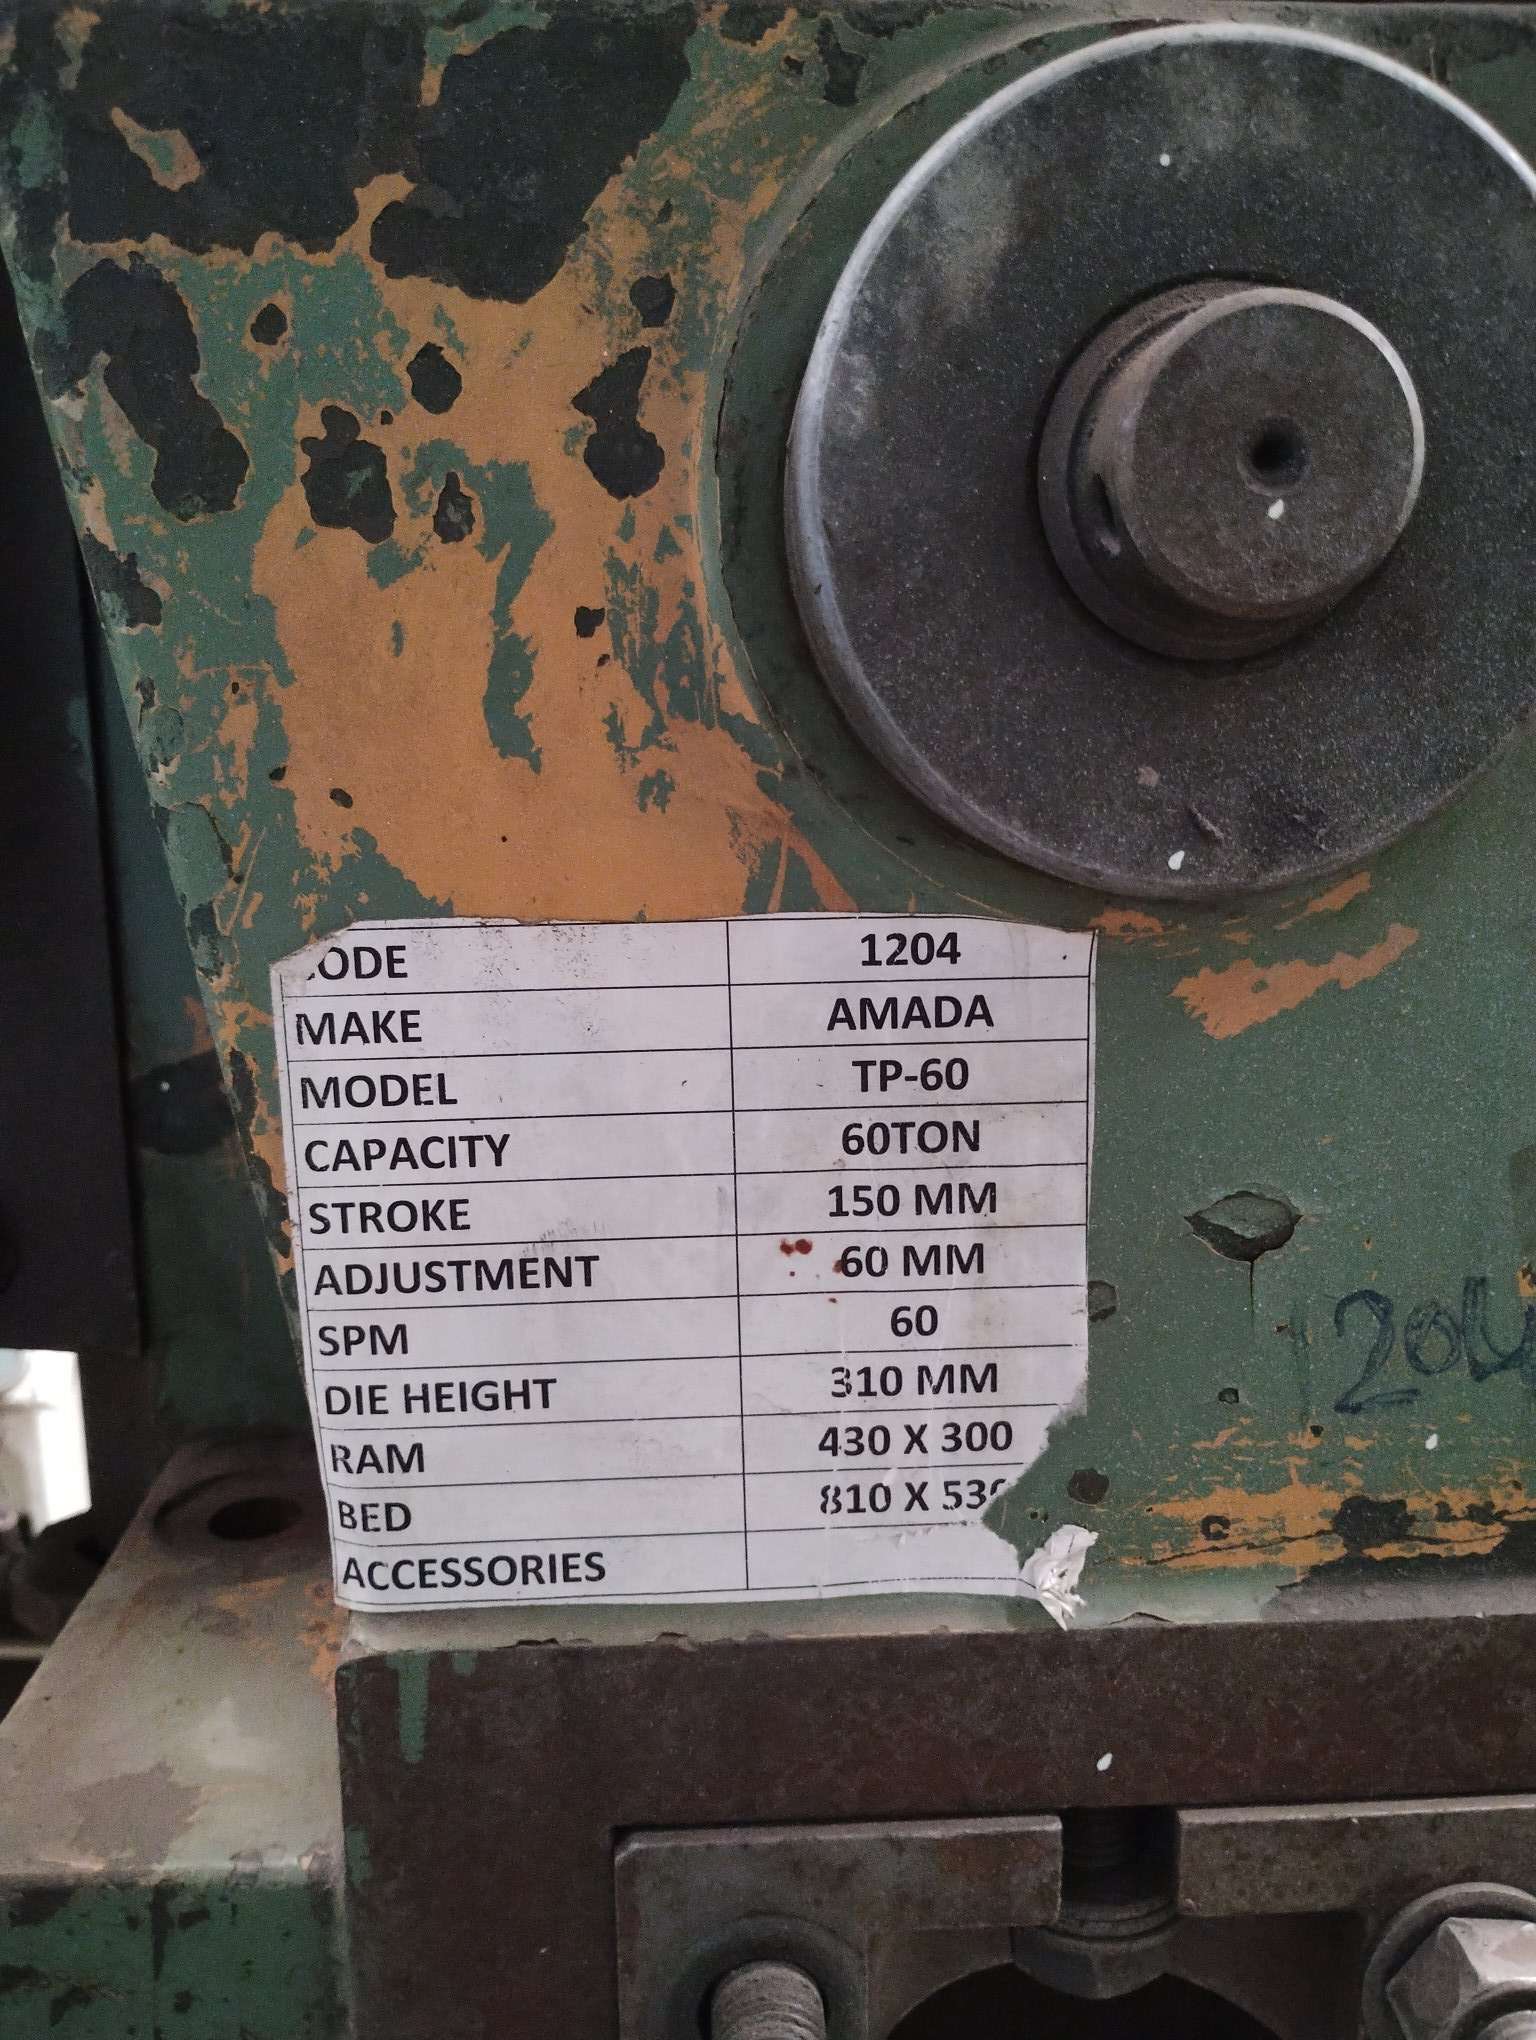 ODE 1204
MAKE AMADA
MODEL TP-60
CAPACITY 60TON
STROKE 150 MM
ADJUSTMENT 60 MM
SPM 60
DIE HEIGHT 310 MM
RAM 430 X 300
BED 810 X 53
ACCESSORIES